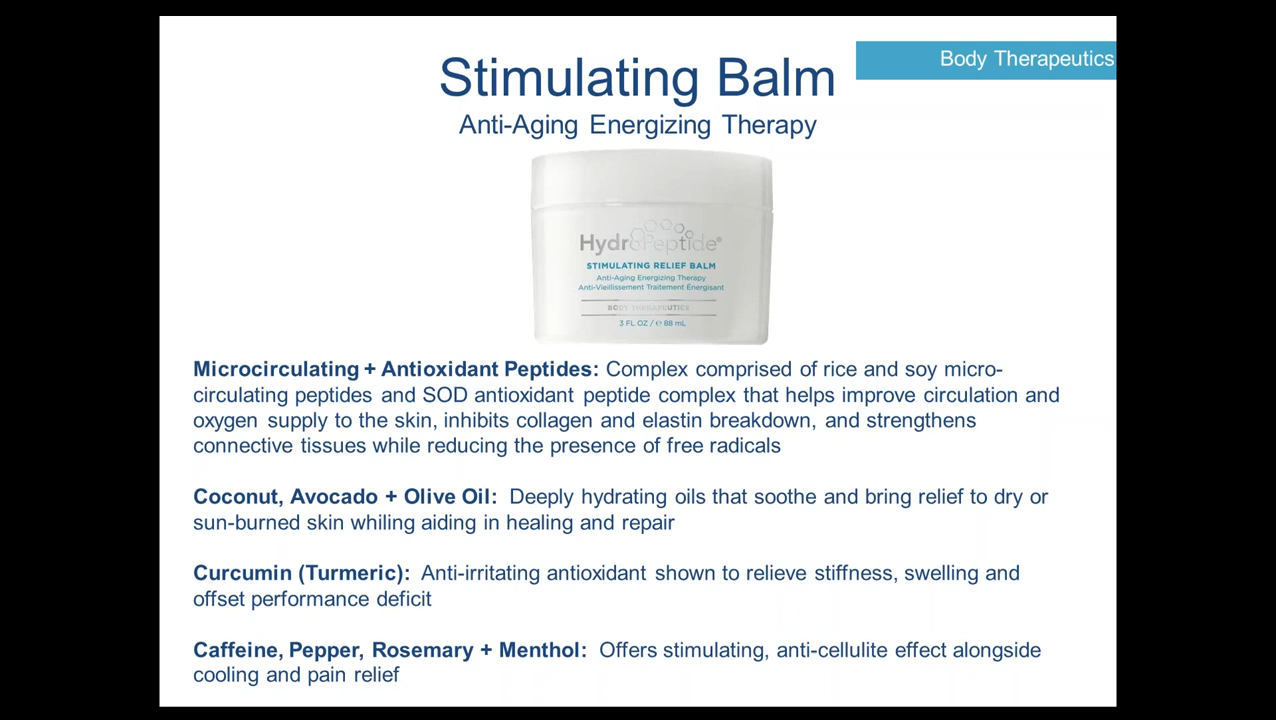 Body Therapeutics
Stimulating Balm
Anti-Aging Energizing Therapy
HydroPeptide®
STIMULATING RELIEF BALM
Anti-Aging Energizing Therapy
Anti-Vieillissement Traitement Énergisant
BODY THERAPEUTICS
3 FL OZ / ℮ 88 mL
Microcirculating + Antioxidant Peptides: Complex comprised of rice and soy micro-
circulating peptides and SOD antioxidant peptide complex that helps improve circulation and
oxygen supply to the skin, inhibits collagen and elastin breakdown, and strengthens
connective tissues while reducing the presence of free radicals
Coconut, Avocado + Olive Oil: Deeply hydrating oils that soothe and bring relief to dry or
sun-burned skin whiling aiding in healing and repair
Curcumin (Turmeric): Anti-irritating antioxidant shown to relieve stiffness, swelling and
offset performance deficit
Caffeine, Pepper, Rosemary + Menthol: Offers stimulating, anti-cellulite effect alongside
cooling and pain relief